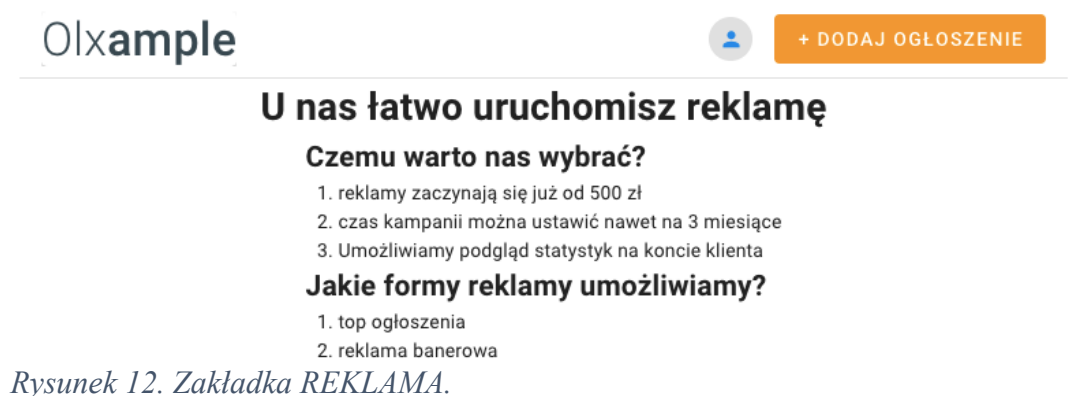 Olxample
+ DODAJ OGŁOSZENIE
U nas łatwo uruchomisz reklamę
Czemu warto nas wybrać?
1. reklamy zaczynają się już od 500 zł
2. czas kampanii można ustawić nawet na 3 miesiące
3. Umożliwiamy podgląd statystyk na koncie klienta
Jakie formy reklamy umożliwiamy?
1. top ogłoszenia
2. reklama banerowa
Rysunek 12. Zakładka REKLAMA.